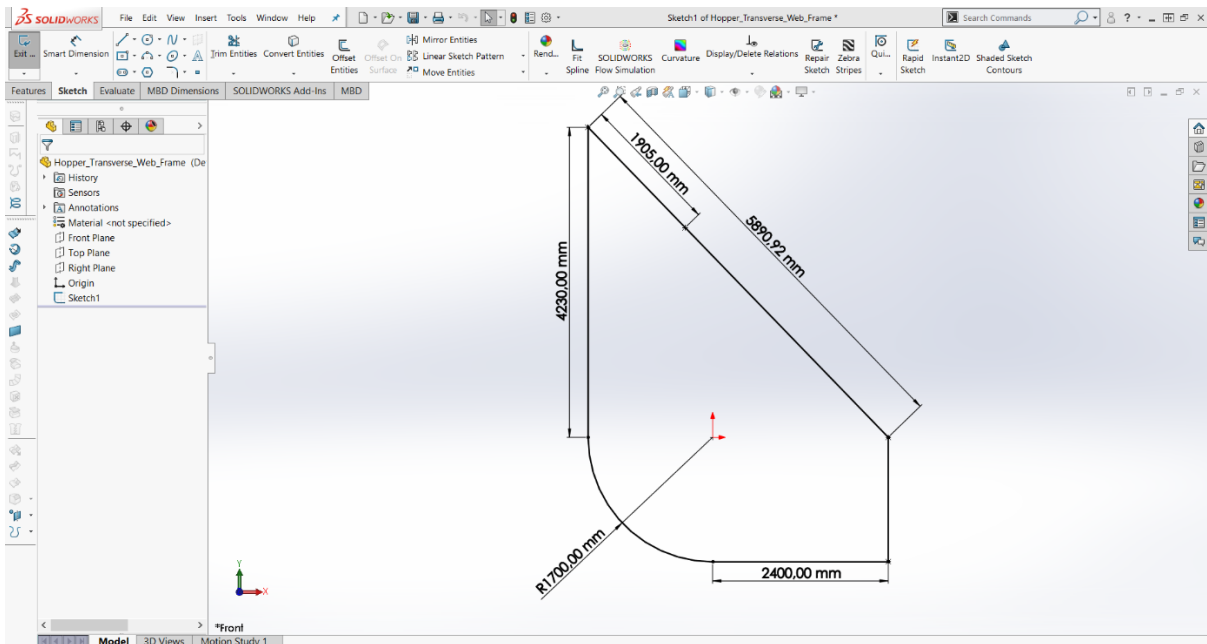 SOLIDWORKS File Edit View Insert Tools Window Help Sketch1 of Hopper_Transverse_Web_Frame * Search Commands
Exit ... Smart Dimension Trim Entities Convert Entities Offset Entities Offset On Surface Mirror Entities Linear Sketch Pattern Move Entities Rend... Fit Spline SOLIDWORKS Flow Simulation Curvature Display/Delete Relations Repair Sketch Zebra Stripes Qui... Rapid Sketch Instant2D Shaded Sketch Contours
Features Sketch Evaluate MBD Dimensions SOLIDWORKS Add-Ins MBD
Hopper_Transverse_Web_Frame (De
History
Sensors
Annotations
Material <not specified>
Front Plane
Top Plane
Right Plane
Origin
Sketch1
1905,00 mm
5890,92 mm
4230,00 mm
R1700,00 mm
2400,00 mm
Y
X
*Front
Model 3D Views Motion Study 1